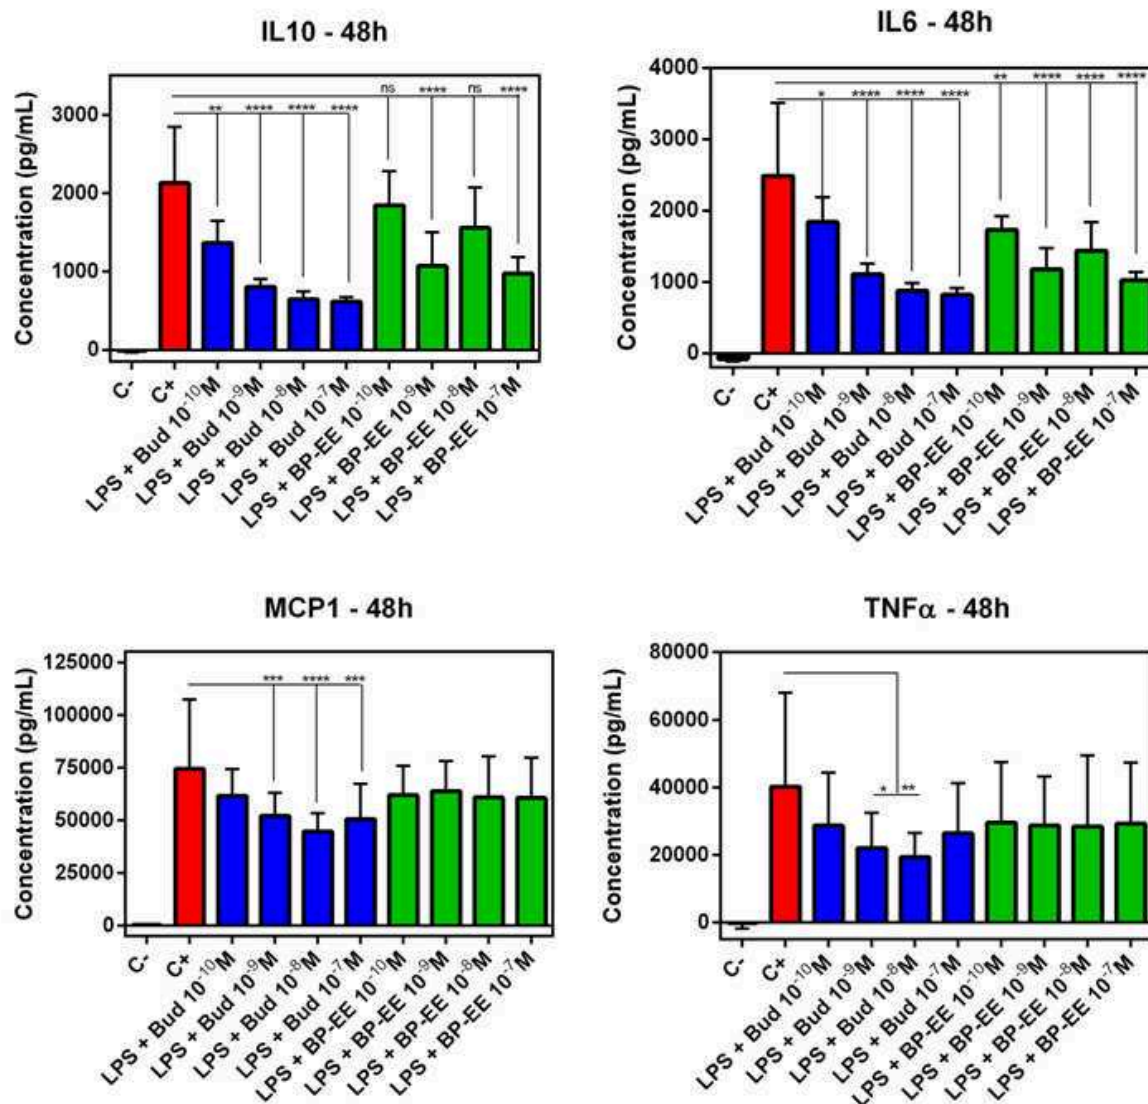 IL10 - 48h
Concentration (pg/mL)
3000
2000
1000
0
** **** **** **** ns **** ns ****
C-
C+
LPS + Bud 10⁻¹⁰M
LPS + Bud 10⁻⁹M
LPS + Bud 10⁻⁸M
LPS + Bud 10⁻⁷M
LPS + BP-EE 10⁻¹⁰M
LPS + BP-EE 10⁻⁹M
LPS + BP-EE 10⁻⁸M
LPS + BP-EE 10⁻⁷M
IL6 - 48h
Concentration (pg/mL)
4000
3000
2000
1000
0
** **** **** ****
* **** **** ****
C-
C+
LPS + Bud 10⁻¹⁰M
LPS + Bud 10⁻⁹M
LPS + Bud 10⁻⁸M
LPS + Bud 10⁻⁷M
LPS + BP-EE 10⁻¹⁰M
LPS + BP-EE 10⁻⁹M
LPS + BP-EE 10⁻⁸M
LPS + BP-EE 10⁻⁷M
MCP1 - 48h
Concentration (pg/mL)
125000
100000
75000
50000
25000
0
*** **** ***
C-
C+
LPS + Bud 10⁻¹⁰M
LPS + Bud 10⁻⁹M
LPS + Bud 10⁻⁸M
LPS + Bud 10⁻⁷M
LPS + BP-EE 10⁻¹⁰M
LPS + BP-EE 10⁻⁹M
LPS + BP-EE 10⁻⁸M
LPS + BP-EE 10⁻⁷M
TNFα - 48h
Concentration (pg/mL)
80000
60000
40000
20000
0
* **
C-
C+
LPS + Bud 10⁻¹⁰M
LPS + Bud 10⁻⁹M
LPS + Bud 10⁻⁸M
LPS + Bud 10⁻⁷M
LPS + BP-EE 10⁻¹⁰M
LPS + BP-EE 10⁻⁹M
LPS + BP-EE 10⁻⁸M
LPS + BP-EE 10⁻⁷M